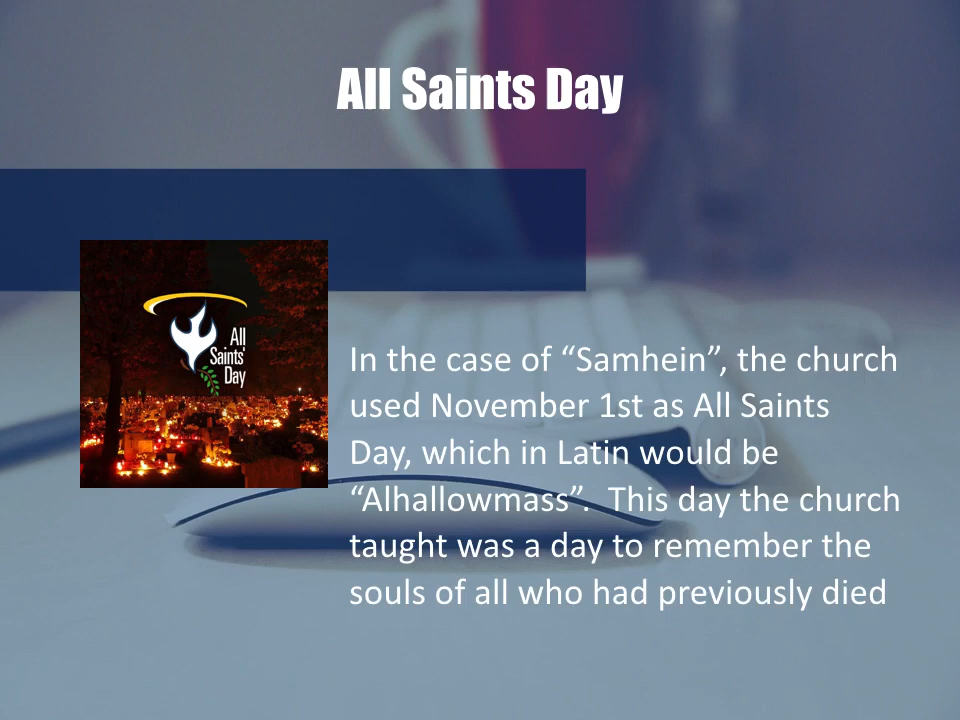 All Saints Day
All
Saints'
Day
In the case of “Samhein”, the church
used November 1st as All Saints
Day, which in Latin would be
“Alhallowmass”.  This day the church
taught was a day to remember the
souls of all who had previously died